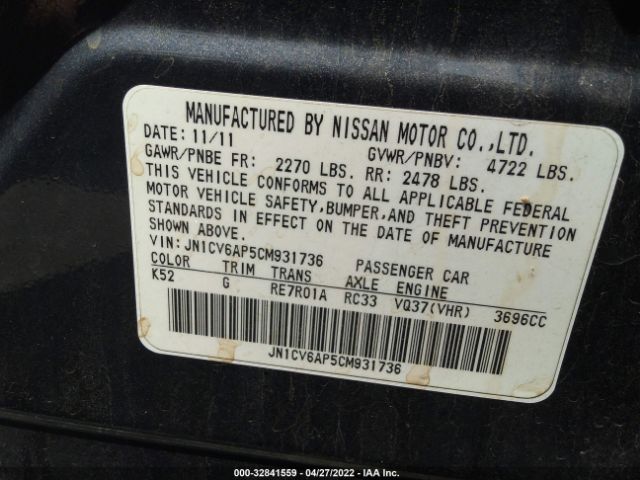 MANUFACTURED BY NISSAN MOTOR CO.,LTD.
DATE: 11/11 GVWR/PNBV: 4722 LBS.
GAWR/PNBE FR: 2270 LBS. RR: 2478 LBS.
THIS VEHICLE CONFORMS TO ALL APPLICABLE FEDERAL
MOTOR VEHICLE SAFETY,BUMPER,AND THEFT PREVENTION
STANDARDS IN EFFECT ON THE DATE OF MANUFACTURE
SHOWN ABOVE.
VIN: JN1CV6AP5CM931736 PASSENGER CAR
COLOR TRIM TRANS AXLE ENGINE
K52 G RE7R01A RC33 VQ37(VHR) 3696CC
JN1CV6AP5CM931736
000-32841559 - 04/27/2022 - IAA Inc.